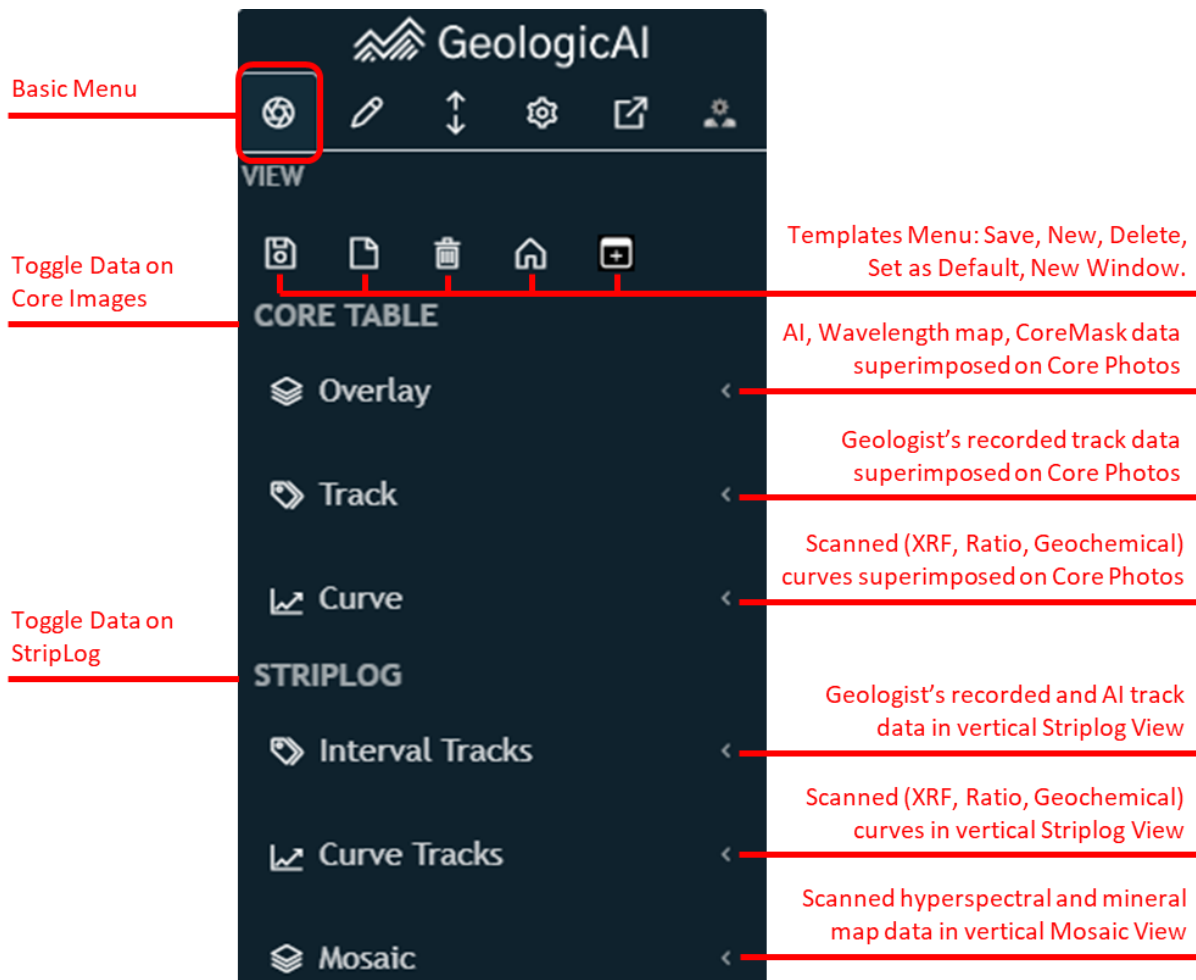 GeologicAI
Basic Menu
VIEW
Templates Menu: Save, New, Delete,
Set as Default, New Window.
Toggle Data on
Core Images
CORE TABLE
AI, Wavelength map, CoreMask data
superimposed on Core Photos
Overlay
Geologist’s recorded track data
superimposed on Core Photos
Track
Scanned (XRF, Ratio, Geochemical)
curves superimposed on Core Photos
Curve
Toggle Data on
StripLog
STRIPLOG
Geologist’s recorded and AI track
data in vertical Striplog View
Interval Tracks
Scanned (XRF, Ratio, Geochemical)
curves in vertical Striplog View
Curve Tracks
Scanned hyperspectral and mineral
map data in vertical Mosaic View
Mosaic